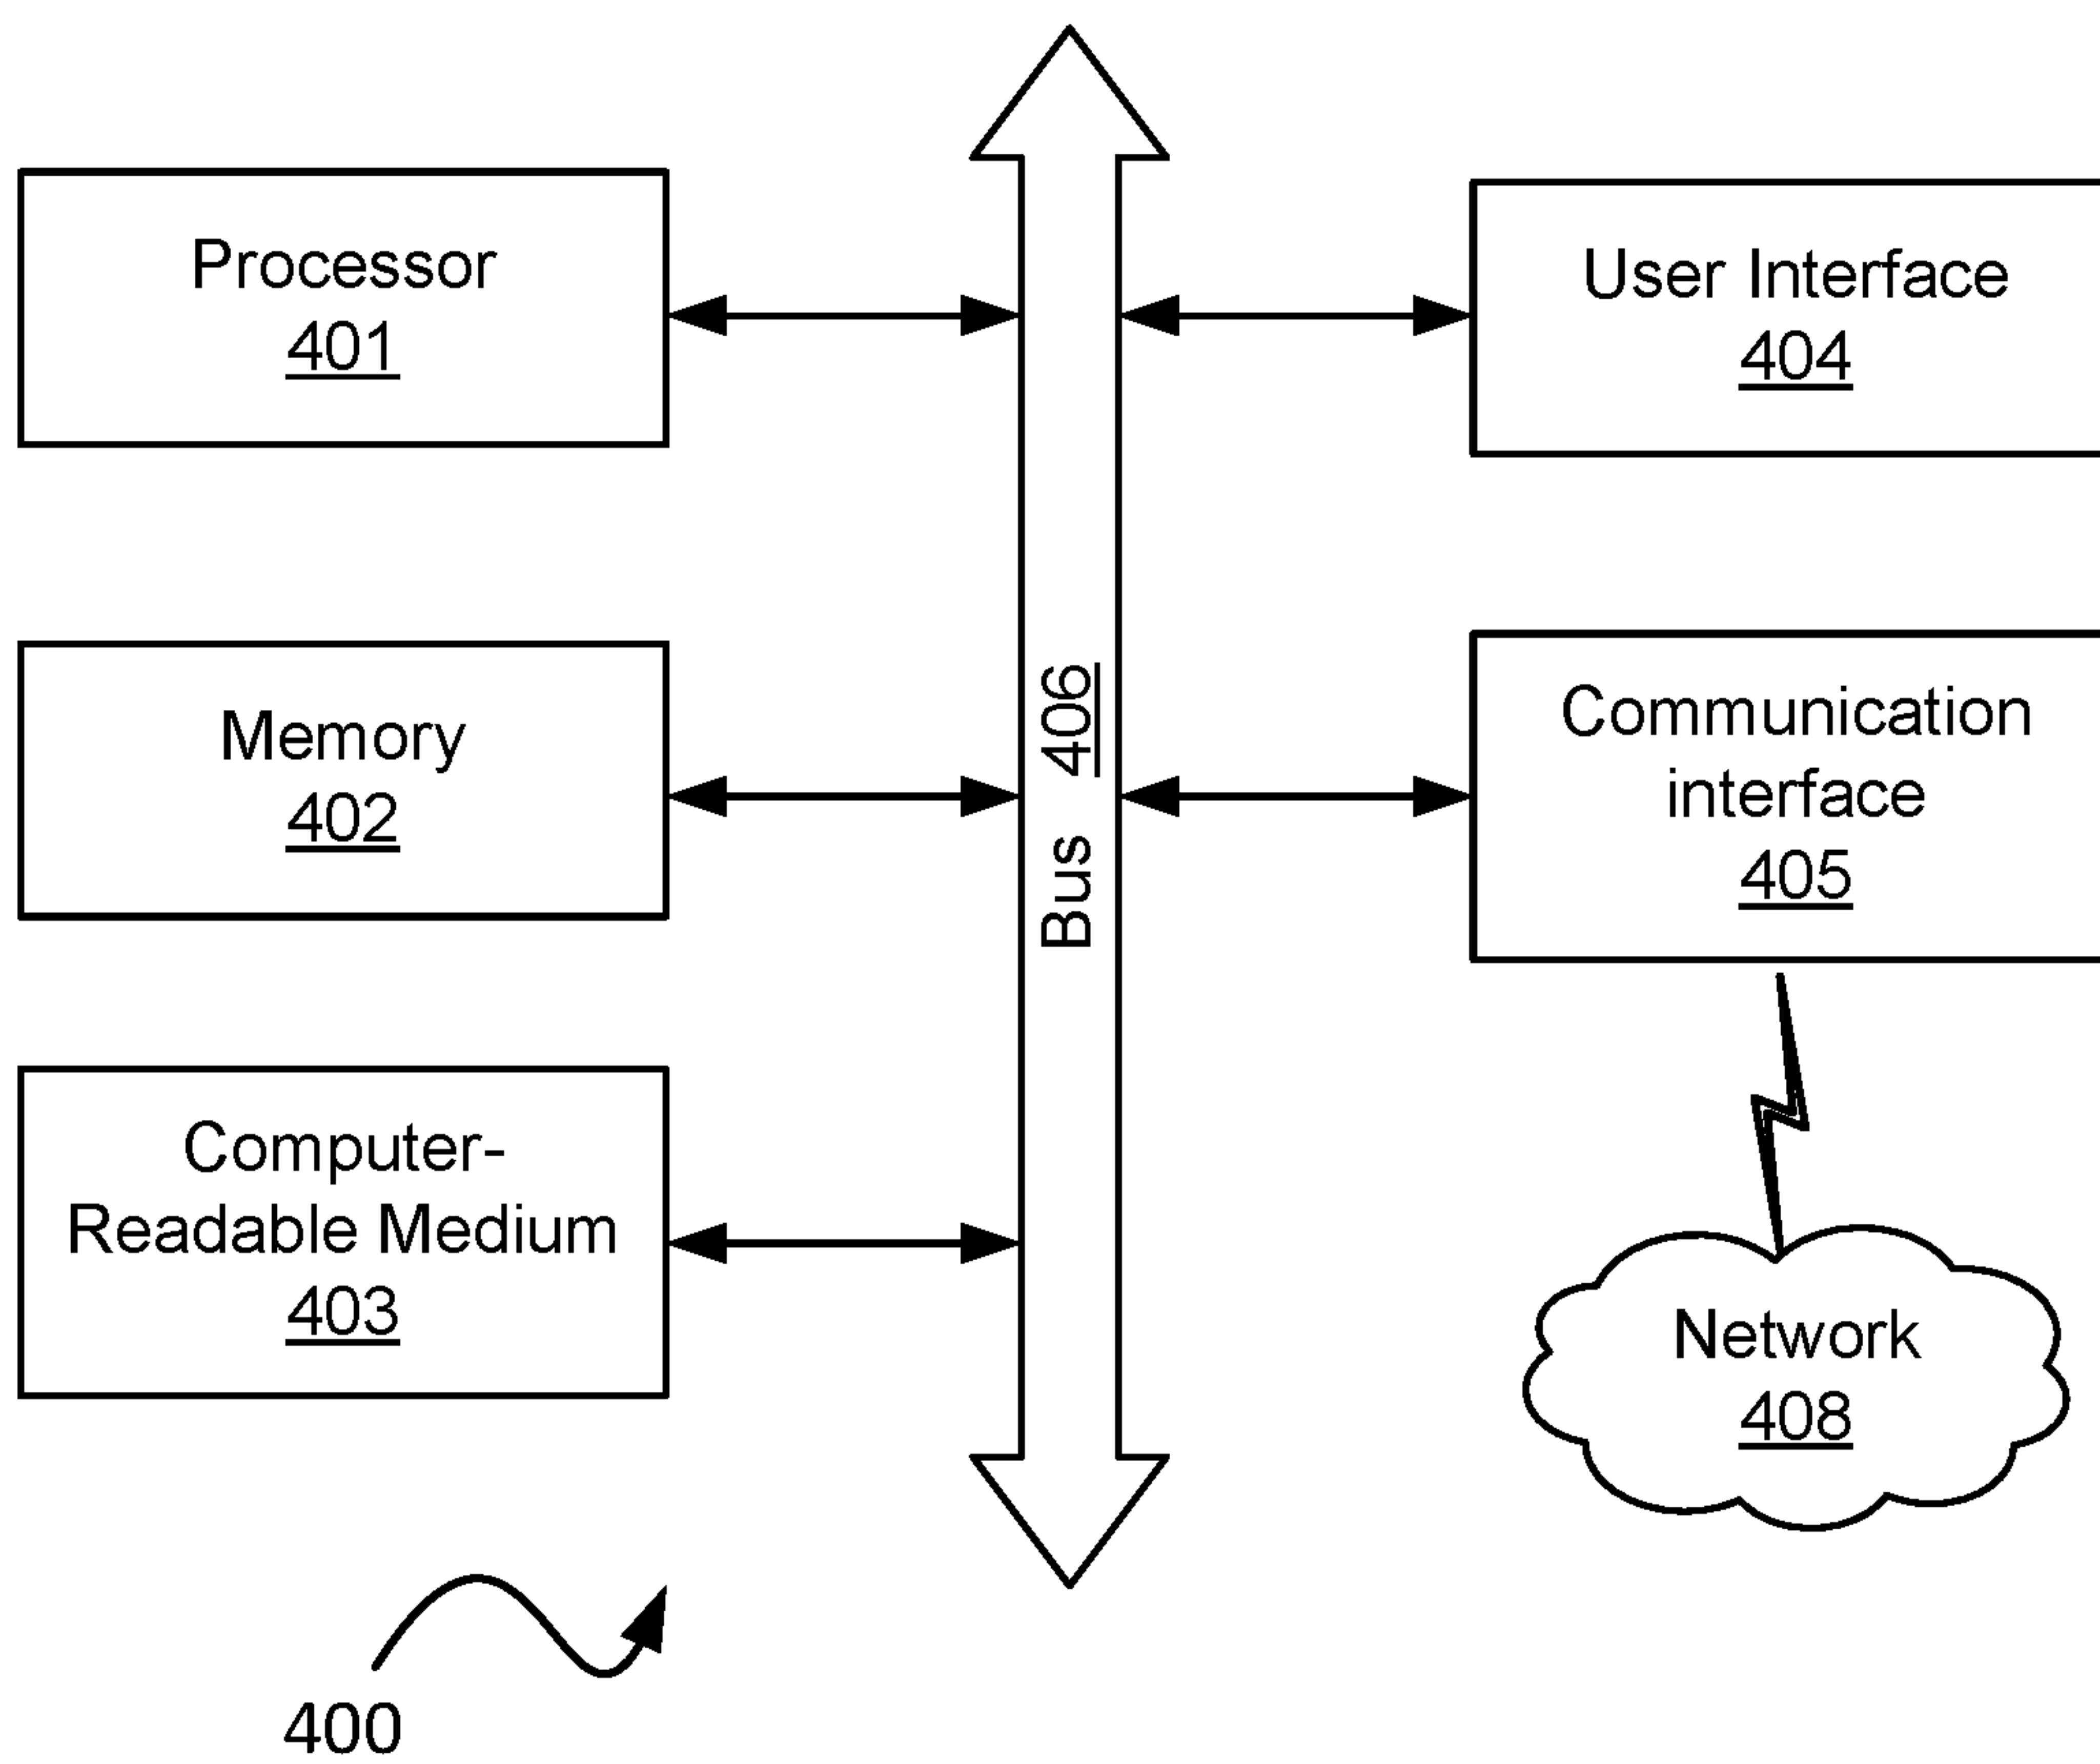 Processor
401
User Interface
404
Memory
402
Bus 406
Communication
interface
405
Computer-
Readable Medium
403
Network
408
400